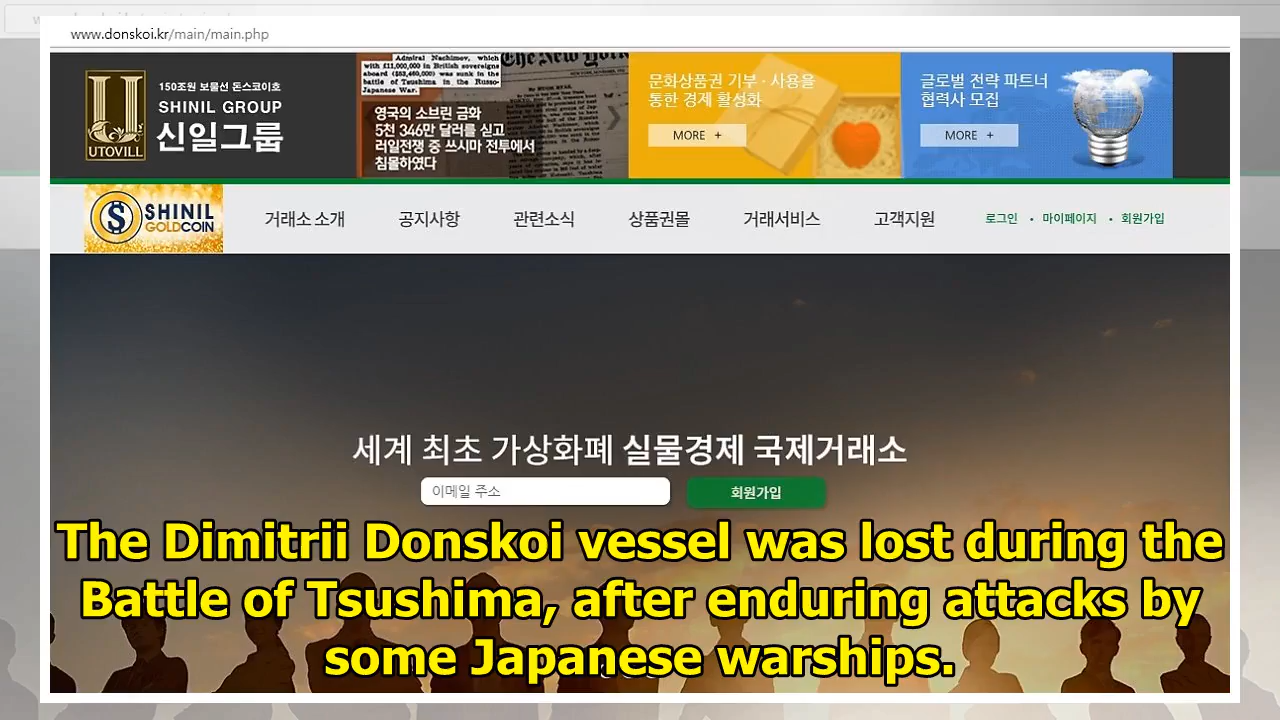 www.donskoi.kr/main/main.php
150조원 보물선 돈스코이호
SHINIL GROUP
신일그룹
UTOVILL
Admiral Nachimov, which
with £11,000,000 in British sovereigns
aboard ($53,460,000) was sunk in the
battle of Tsushima in the Russo-
Japanese War.
The New York
영국의 소브린 금화
5천 346만 달러를 싣고
러일전쟁 중 쓰시마 전투에서
침몰하였다
문화상품권 기부 · 사용을
통한 경제 활성화
MORE +
글로벌 전략 파트너
협력사 모집
MORE +
SHINIL
GOLDCOIN
거래소 소개 공지사항 관련소식 상품권몰 거래서비스 고객지원 로그인 • 마이페이지 • 회원가입
세계 최초 가상화폐 실물경제 국제거래소
이메일 주소 회원가입
The Dimitrii Donskoi vessel was lost during the
Battle of Tsushima, after enduring attacks by
some Japanese warships.